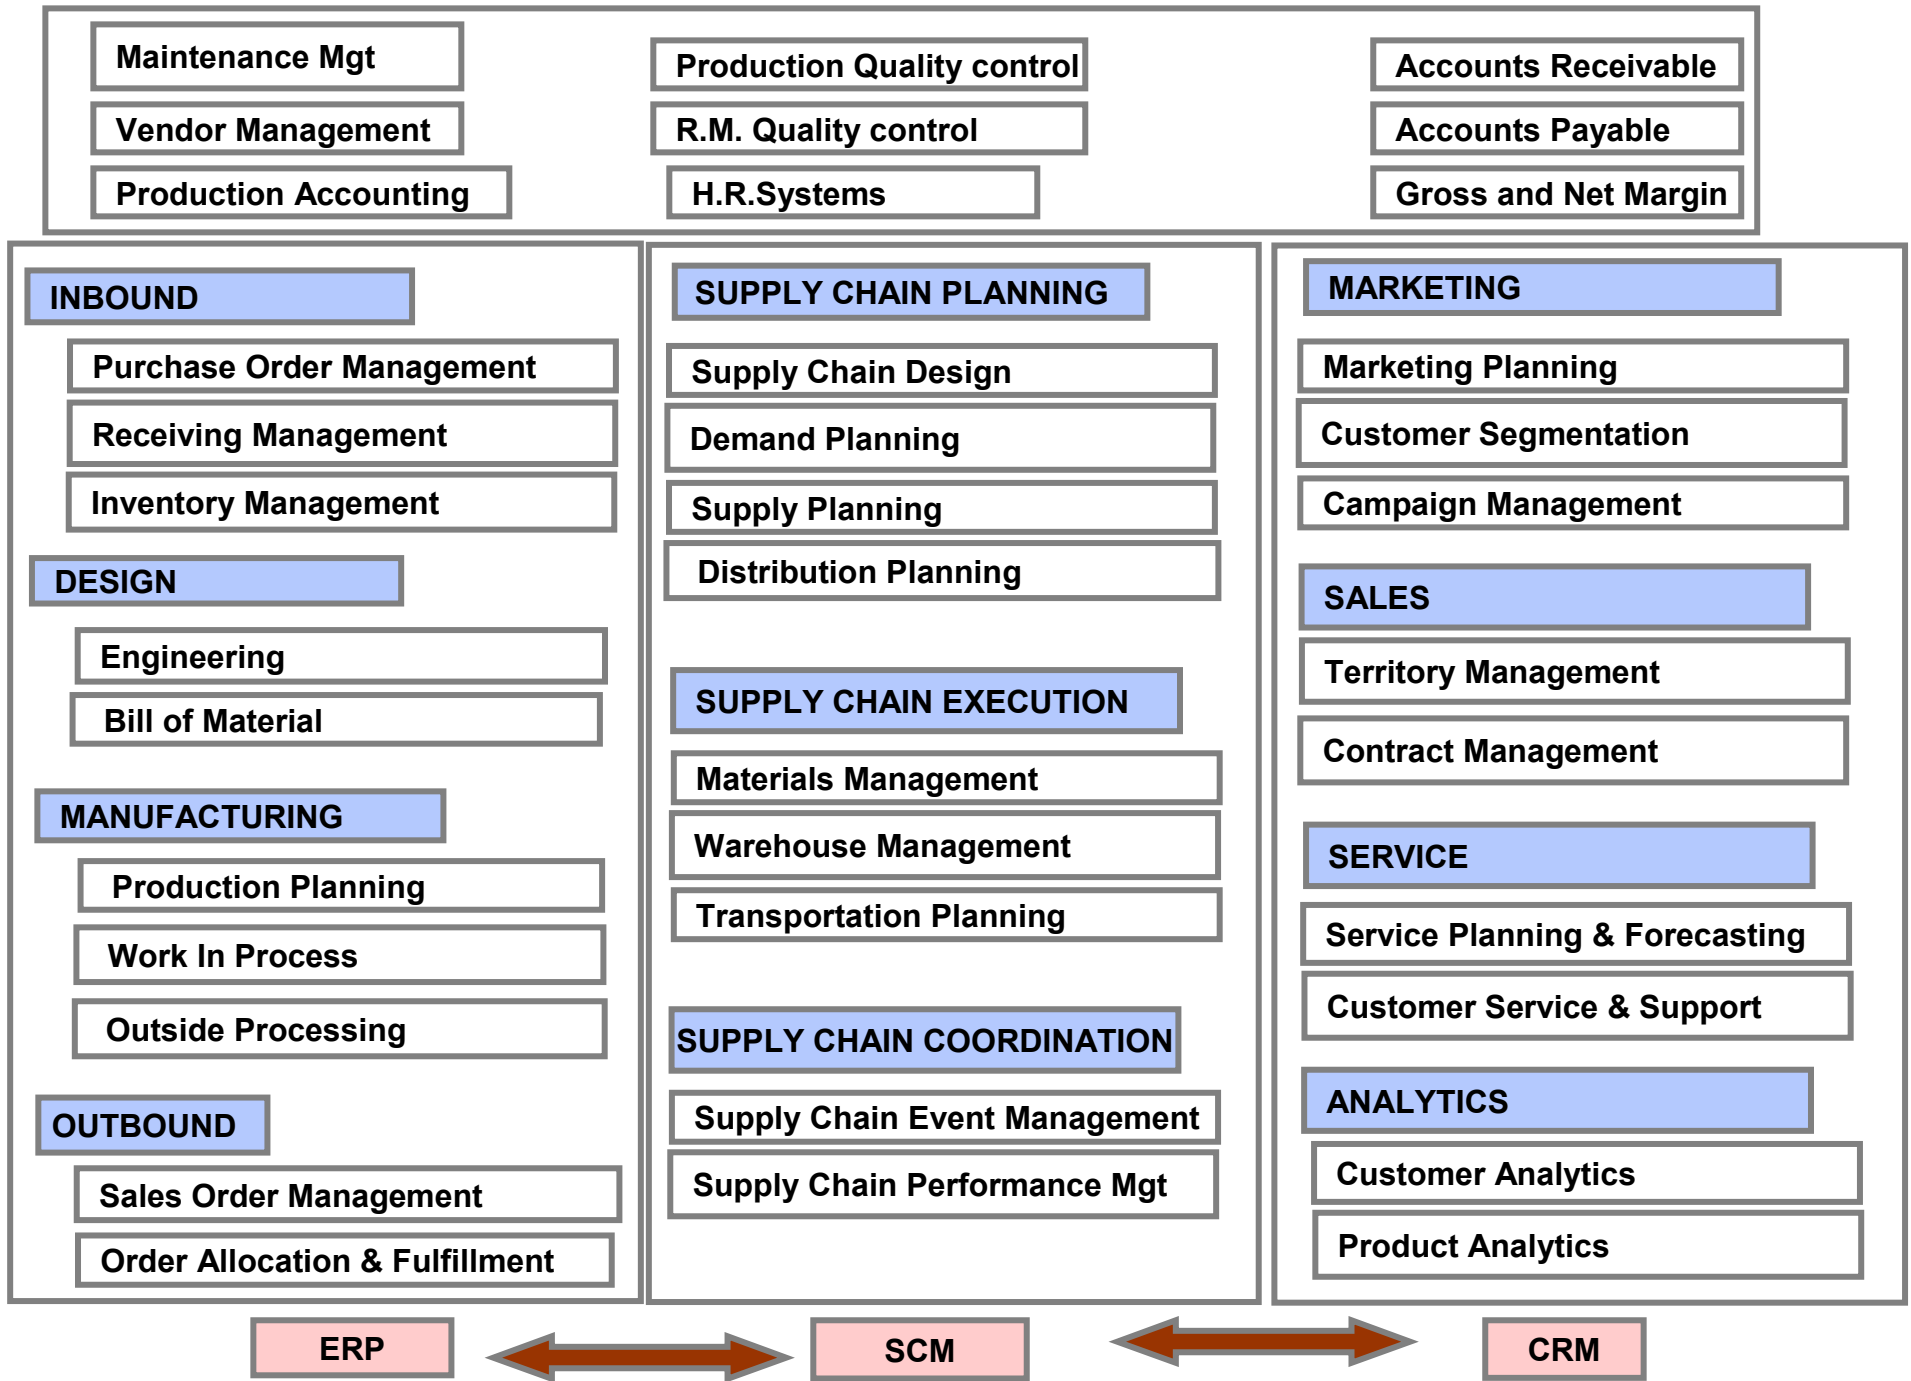 Maintenance Mgt
Vendor Management
Production Accounting
Production Quality control
R.M. Quality control
H.R.Systems
Accounts Receivable
Accounts Payable
Gross and Net Margin
INBOUND
Purchase Order Management
Receiving Management
Inventory Management
DESIGN
Engineering
Bill of Material
MANUFACTURING
Production Planning
Work In Process
Outside Processing
OUTBOUND
Sales Order Management
Order Allocation & Fulfillment
SUPPLY CHAIN PLANNING
Supply Chain Design
Demand Planning
Supply Planning
Distribution Planning
SUPPLY CHAIN EXECUTION
Materials Management
Warehouse Management
Transportation Planning
SUPPLY CHAIN COORDINATION
Supply Chain Event Management
Supply Chain Performance Mgt
MARKETING
Marketing Planning
Customer Segmentation
Campaign Management
SALES
Territory Management
Contract Management
SERVICE
Service Planning & Forecasting
Customer Service & Support
ANALYTICS
Customer Analytics
Product Analytics
ERP
SCM
CRM